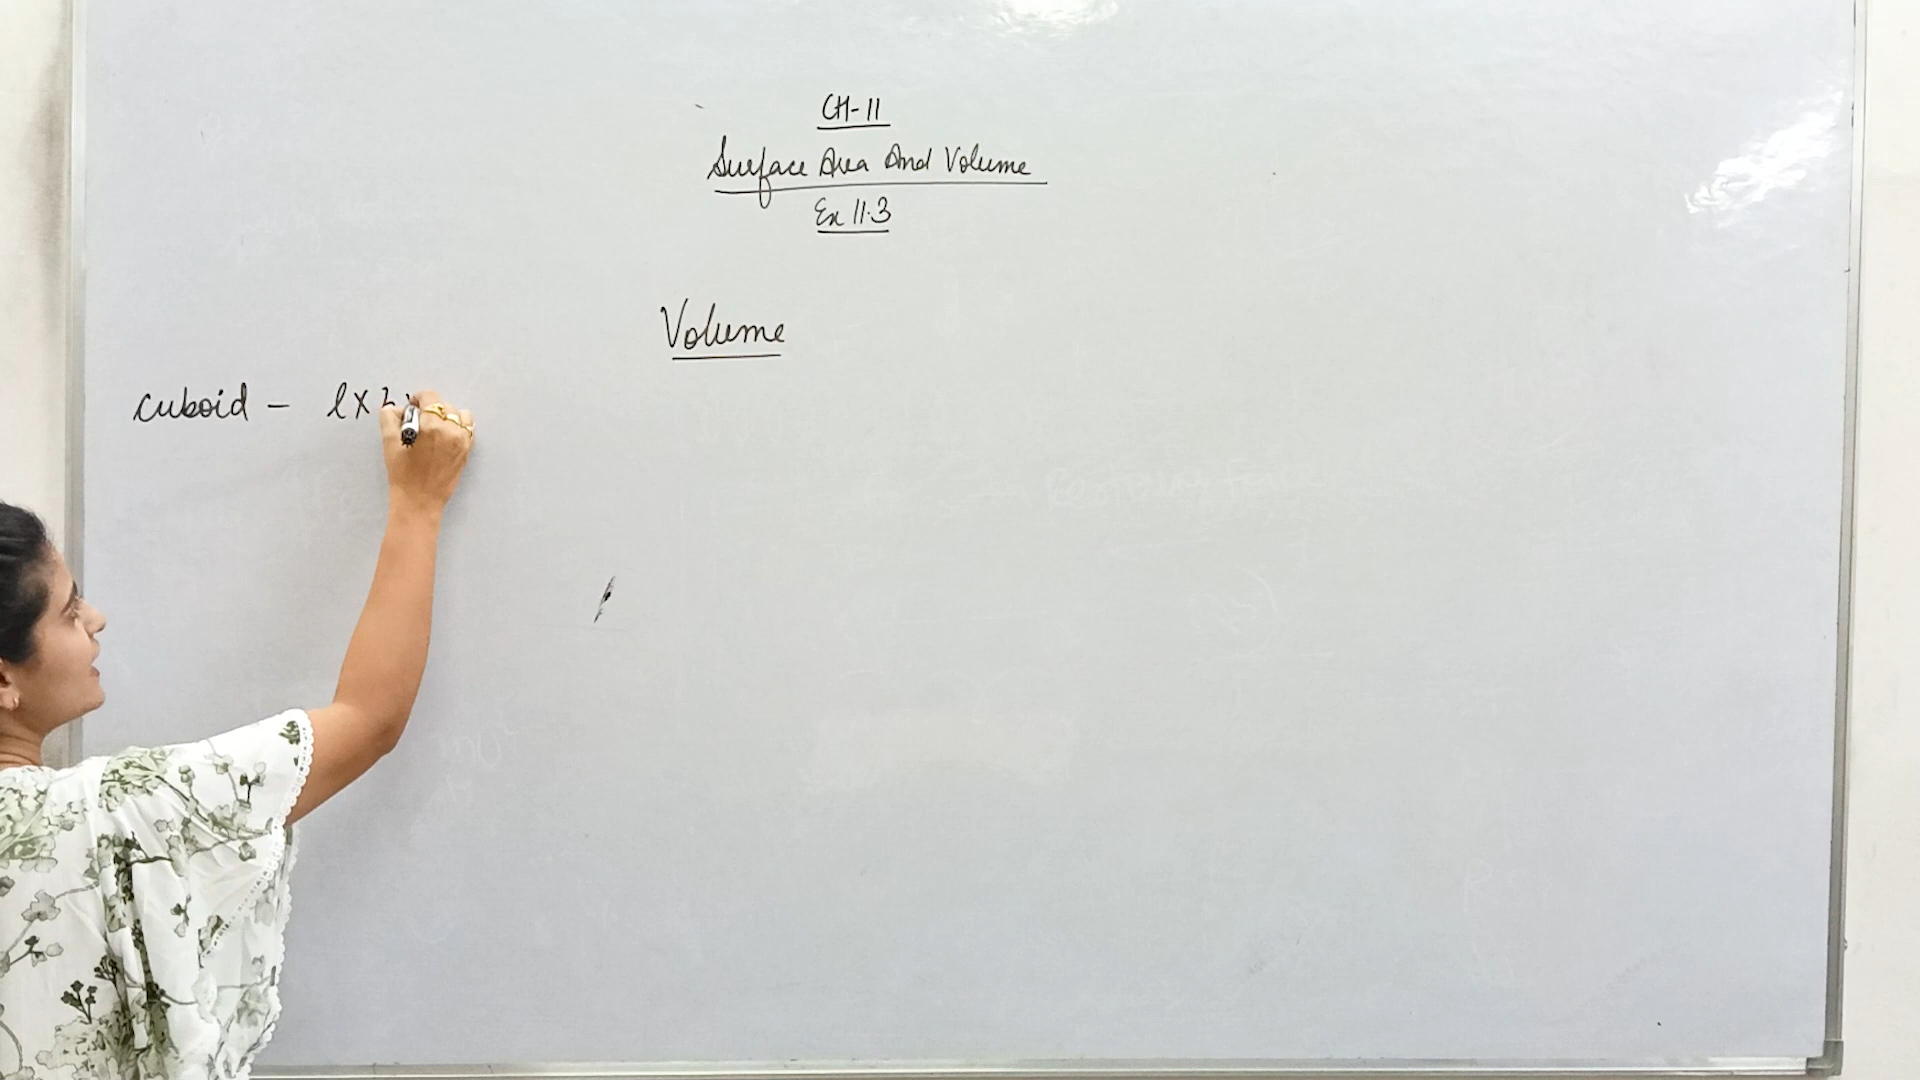 CH-11
Surface Area And Volume
Ex 11.3
Volume
cuboid - l x b x